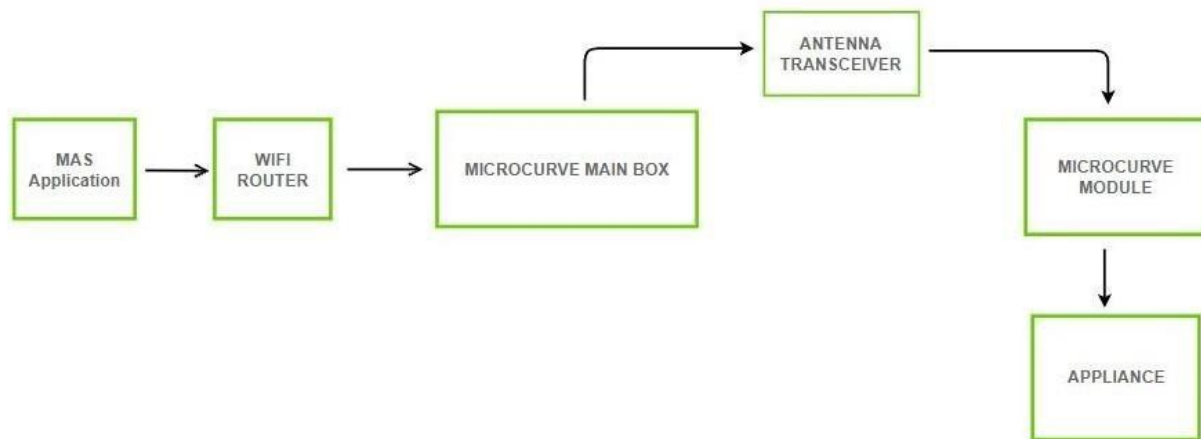 ANTENNA
TRANSCEIVER
MAS
Application
WIFI
ROUTER
MICROCURVE MAIN BOX
MICROCURVE
MODULE
APPLIANCE